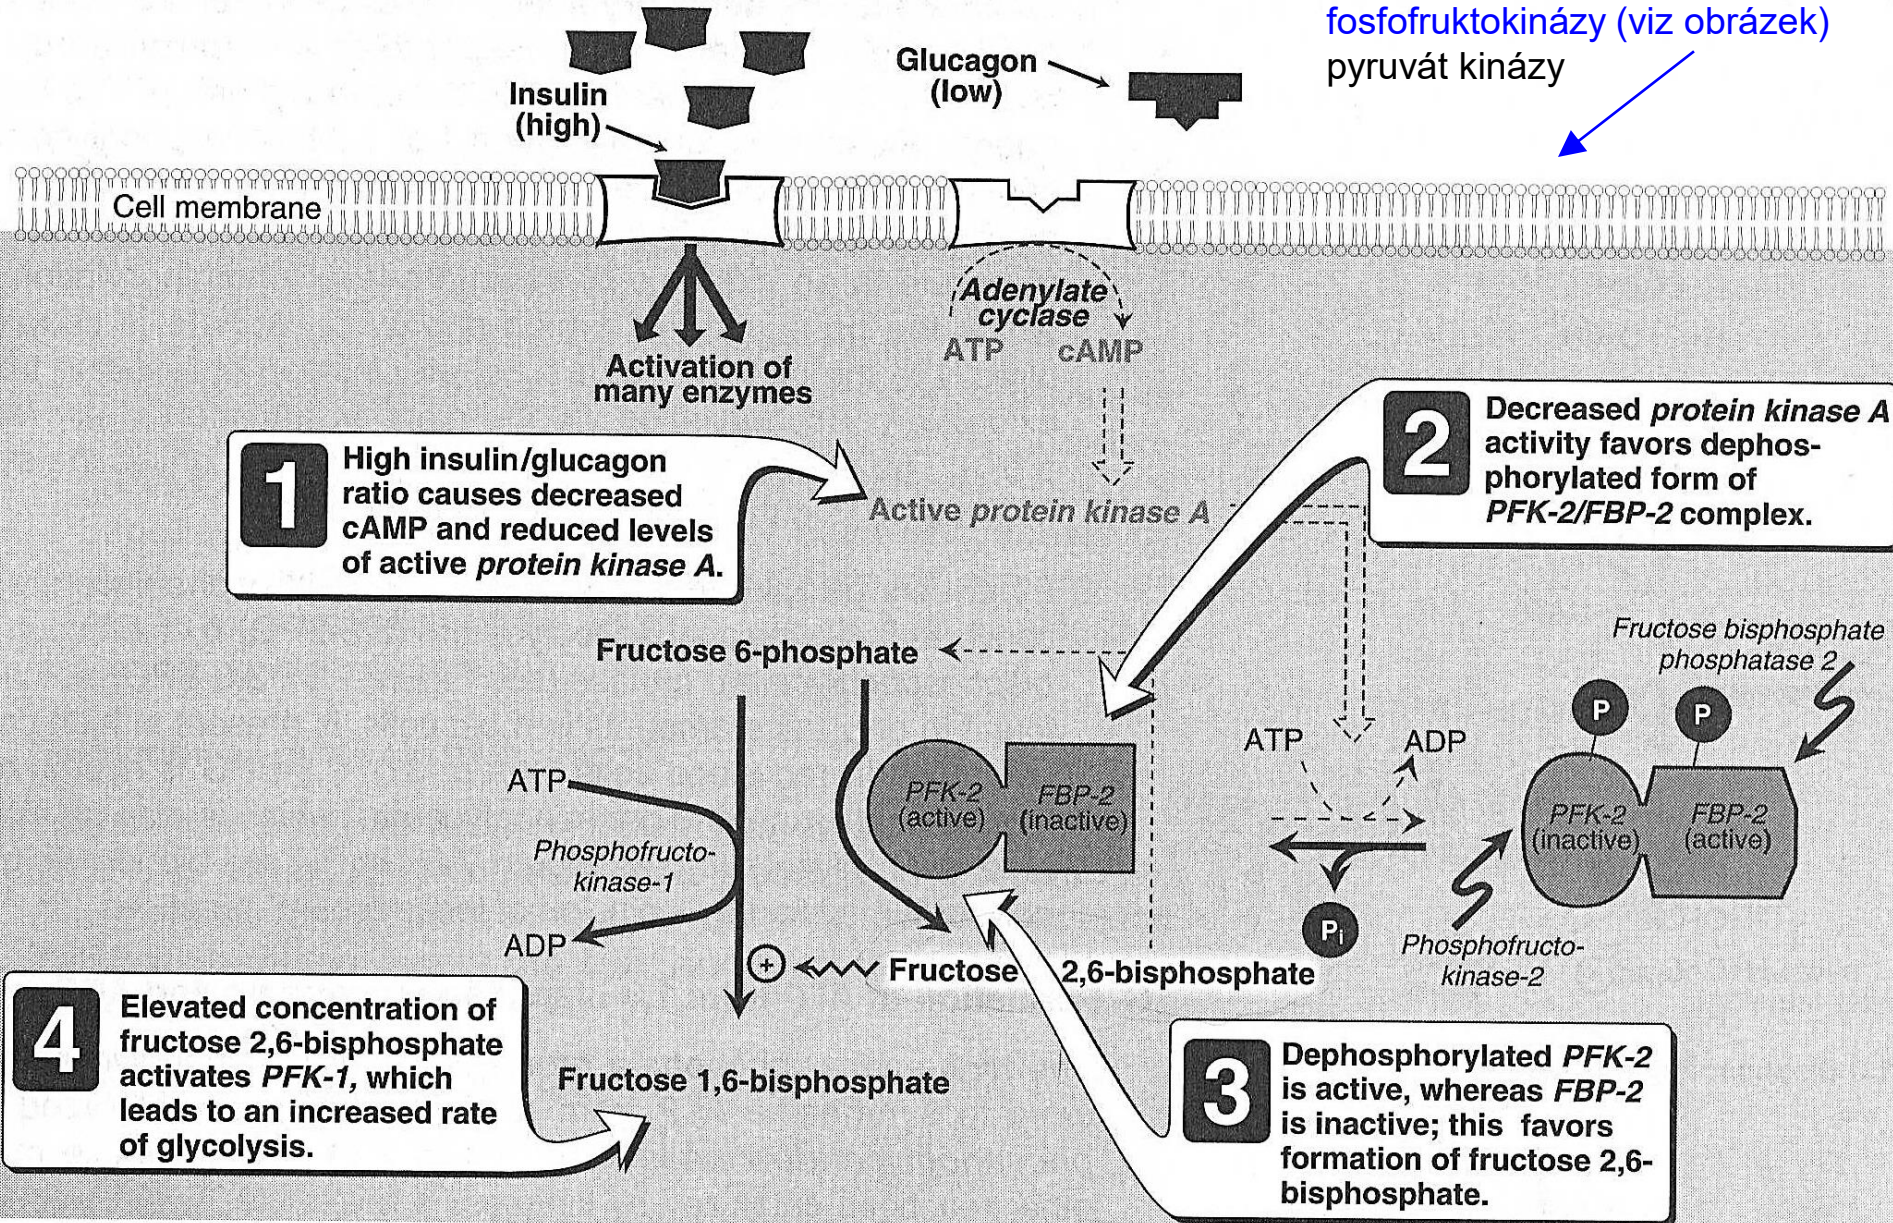 fosfofruktokinázy (viz obrázek)
pyruvát kinázy
Insulin
(high)
Glucagon
(low)
Cell membrane
Activation of
many enzymes
Adenylate
cyclase
ATP
cAMP
1
High insulin/glucagon
ratio causes decreased
cAMP and reduced levels
of active protein kinase A.
Active protein kinase A
2
Decreased protein kinase A
activity favors dephos-
phorylated form of
PFK-2/FBP-2 complex.
Fructose 6-phosphate
Fructose bisphosphate
phosphatase 2
P
P
ATP
ADP
PFK-2
(active)
FBP-2
(inactive)
ATP
ADP
PFK-2
(inactive)
FBP-2
(active)
Phosphofructo-
kinase-1
Pi
Phosphofructo-
kinase-2
+
Fructose 2,6-bisphosphate
4
Elevated concentration of
fructose 2,6-bisphosphate
activates PFK-1, which
leads to an increased rate
of glycolysis.
Fructose 1,6-bisphosphate
3
Dephosphorylated PFK-2
is active, whereas FBP-2
is inactive; this favors
formation of fructose 2,6-
bisphosphate.